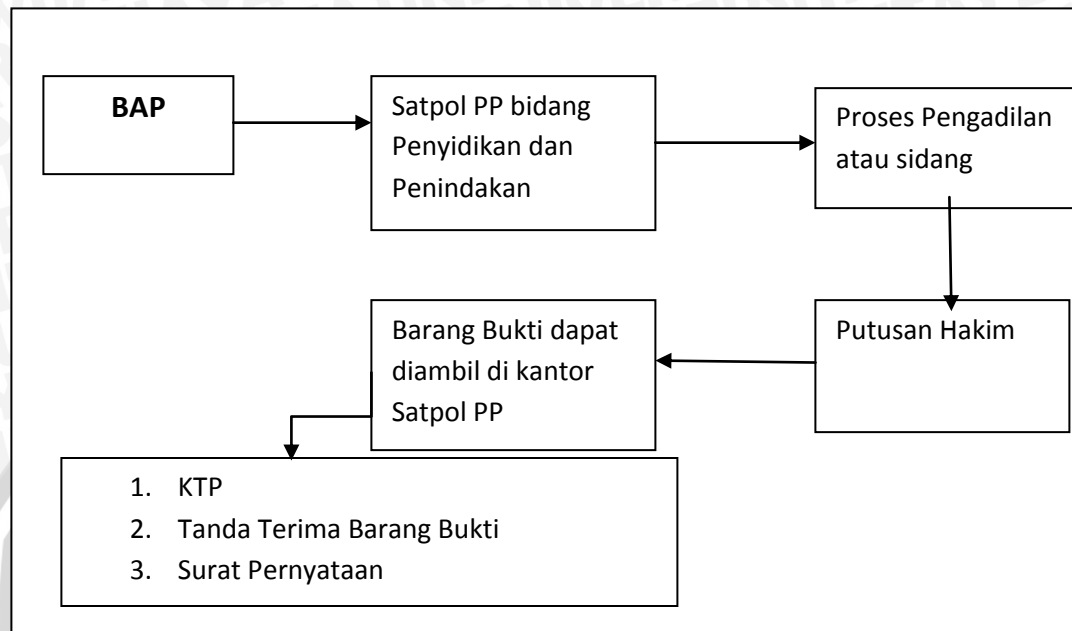 BAP
Satpol PP bidang
Penyidikan dan
Penindakan
Proses Pengadilan
atau sidang
Putusan Hakim
Barang Bukti dapat
diambil di kantor
Satpol PP
1. KTP
2. Tanda Terima Barang Bukti
3. Surat Pernyataan